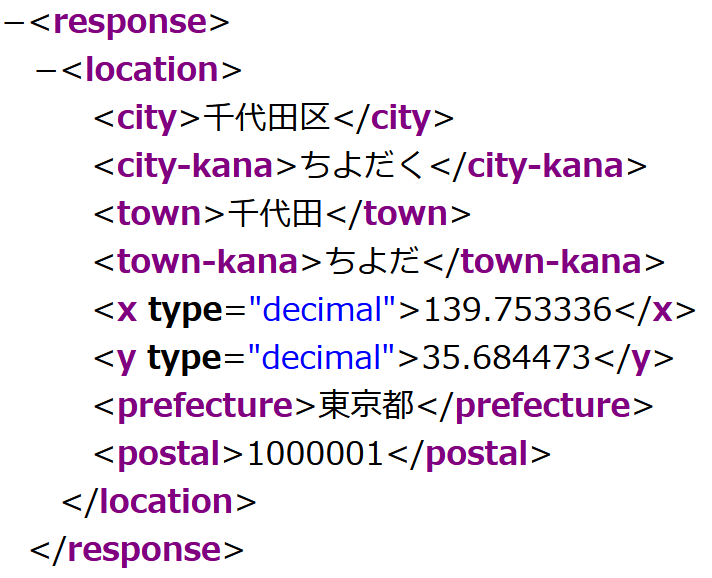 −<response>
−<location>
<city>千代田区</city>
<city-kana>ちよだく</city-kana>
<town>千代田</town>
<town-kana>ちよだ</town-kana>
<x type="decimal">139.753336</x>
<y type="decimal">35.684473</y>
<prefecture>東京都</prefecture>
<postal>1000001</postal>
</location>
</response>